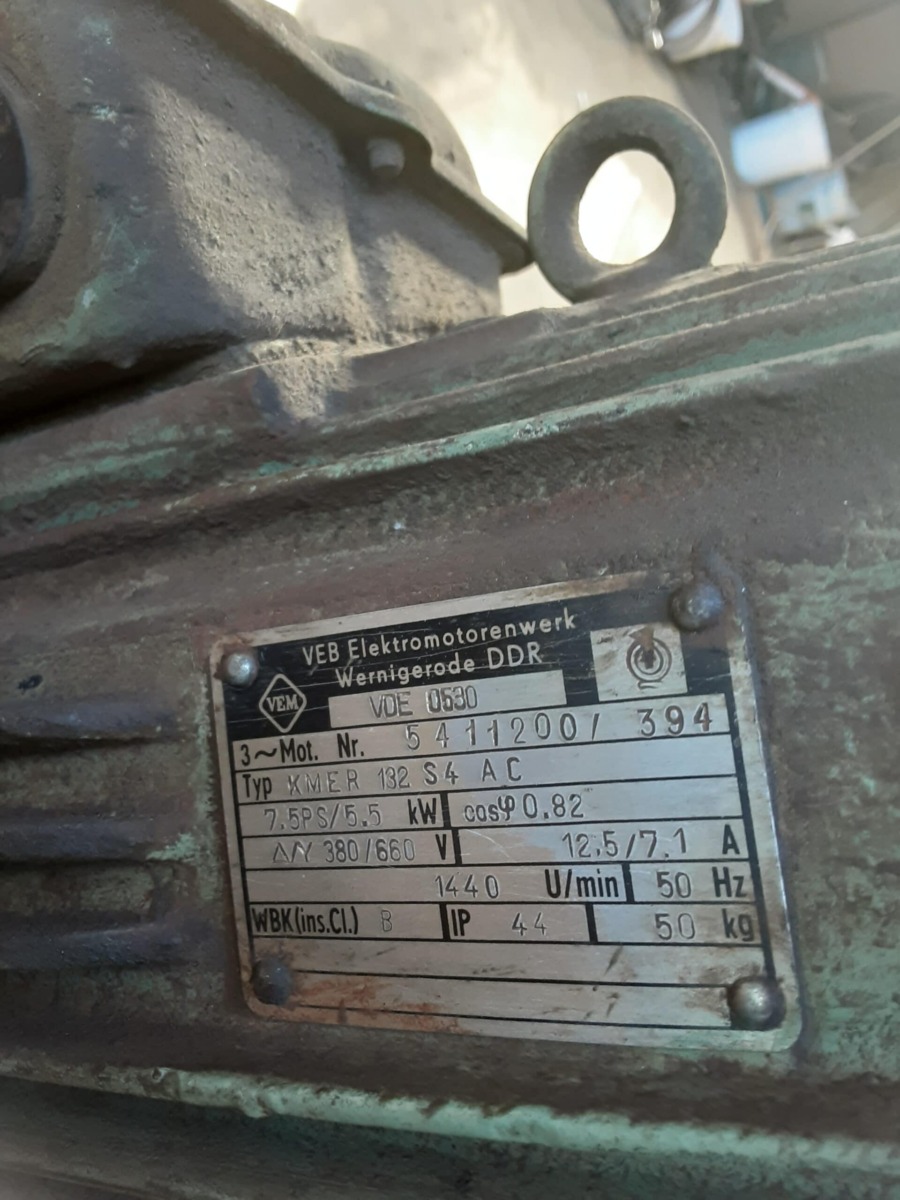 VEB Elektromotorenwerk
Wernigerode DDR
VEM
VDE 0530
3~Mot. Nr. 5411200/ 394
Typ KMER 132 S4 AC
7.5PS/5.5 kW cosφ 0.82
Δ/Y 380/660 V 12,5/7.1 A
1440 U/min 50 Hz
WBK(ins.Cl.) B IP 44 50 kg